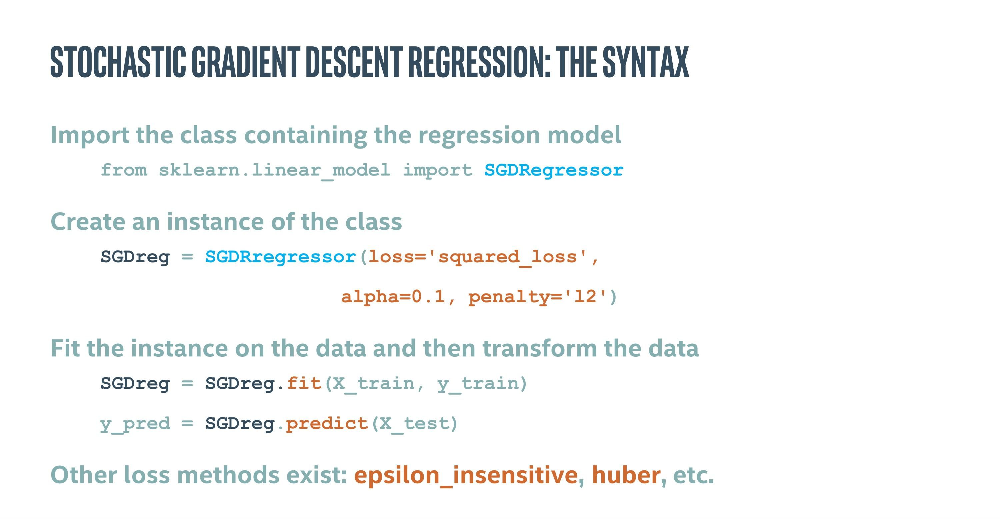 STOCHASTIC GRADIENT DESCENT REGRESSION: THE SYNTAX
Import the class containing the regression model
from sklearn.linear_model import SGDRegressor
Create an instance of the class
SGDreg = SGDRregressor(loss='squared_loss',
alpha=0.1, penalty='l2')
Fit the instance on the data and then transform the data
SGDreg = SGDreg.fit(X_train, y_train)
y_pred = SGDreg.predict(X_test)
Other loss methods exist: epsilon_insensitive, huber, etc.